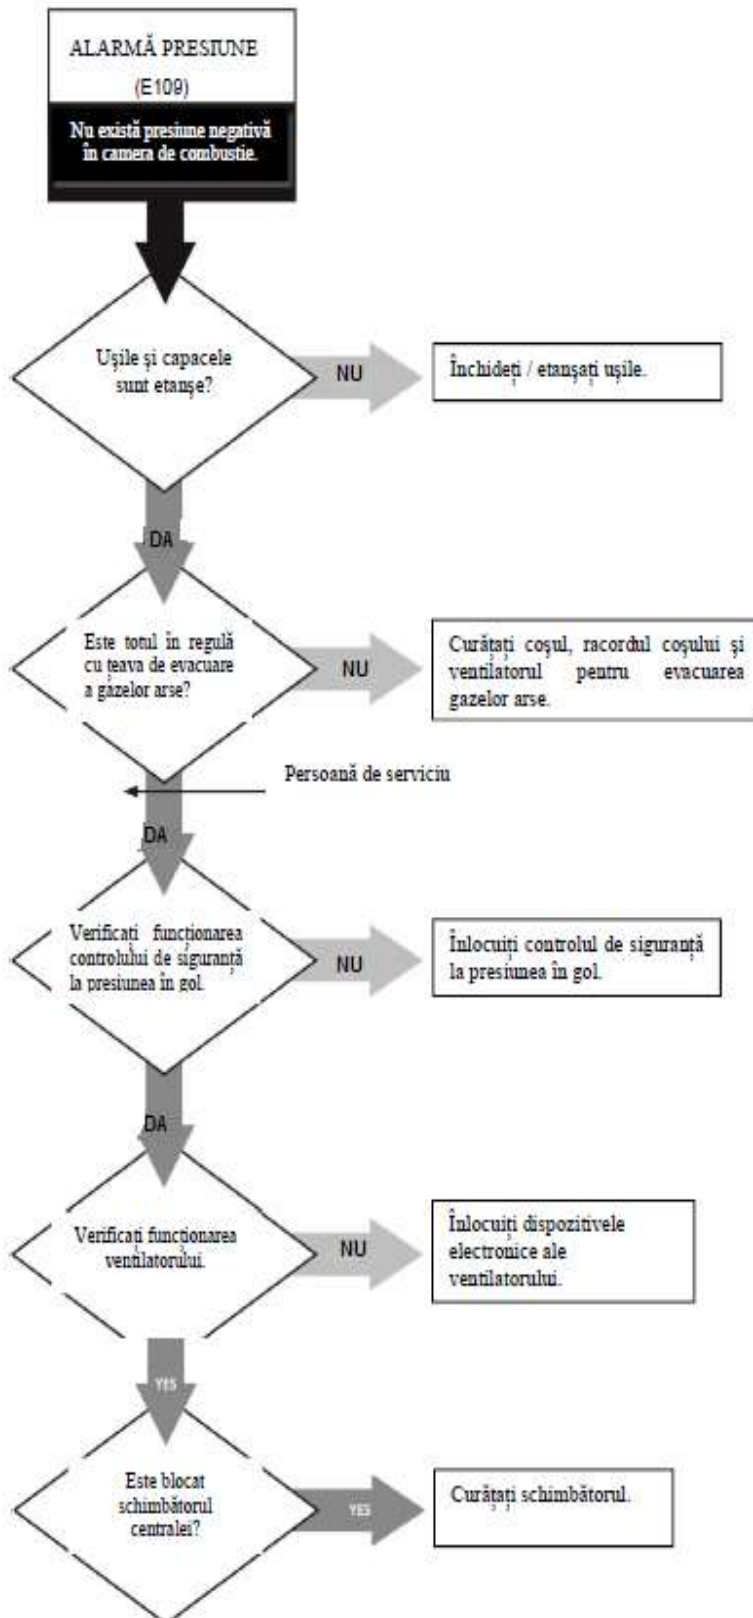 ALARMĂ PRESIUNE
(E109)
Nu există presiune negativă
în camera de combustie.
Ușile și capacele
sunt etanșe?
NU
Închideți / etanșați ușile.
DA
Este totul în regulă
cu țeava de evacuare
a gazelor arse?
NU
Curățați coșul, racordul coșului și
ventilatorul pentru evacuarea
gazelor arse.
Persoană de serviciu
DA
Verificați funcționarea
controlului de siguranță
la presiunea în gol.
NU
Înlocuiți controlul de siguranță
la presiunea în gol.
DA
Verificați funcționarea
ventilatorului.
NU
Înlocuiți dispozitivele
electronice ale
ventilatorului.
YES
Este blocat
schimbătorul
centralei?
YES
Curățați schimbătorul.